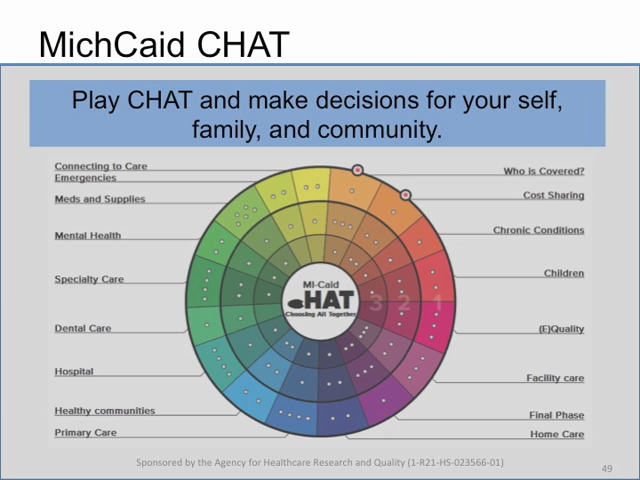 MichCaid CHAT
Play CHAT and make decisions for your self,
family, and community.
Connecting to Care
Emergencies
Meds and Supplies
Mental Health
Specialty Care
Dental Care
Hospital
Healthy communities
Primary Care
Who is Covered?
Cost Sharing
Chronic Conditions
Children
(E)Quality
Facility care
Final Phase
Home Care
MI-Caid
CHAT
Choosing All Together
3 2 1
Sponsored by the Agency for Healthcare Research and Quality (1-R21-HS-023566-01)
49